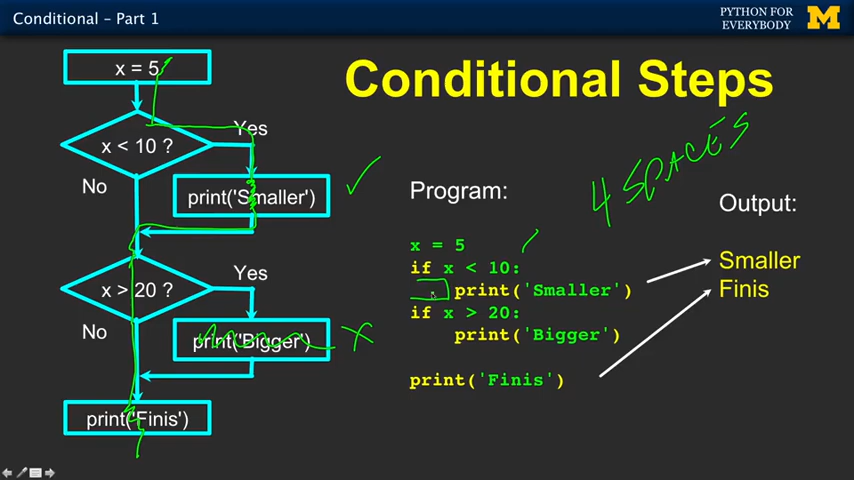 Conditional – Part 1
PYTHON FOR
EVERYBODY
M
Conditional Steps
x = 5
x < 10 ?
Yes
No
print('Smaller')
x > 20 ?
Yes
No
print('Bigger')
print('Finis')
4 SPACES
Program:
x = 5
if x < 10:
print('Smaller')
if x > 20:
print('Bigger')
print('Finis')
Output:
Smaller
Finis